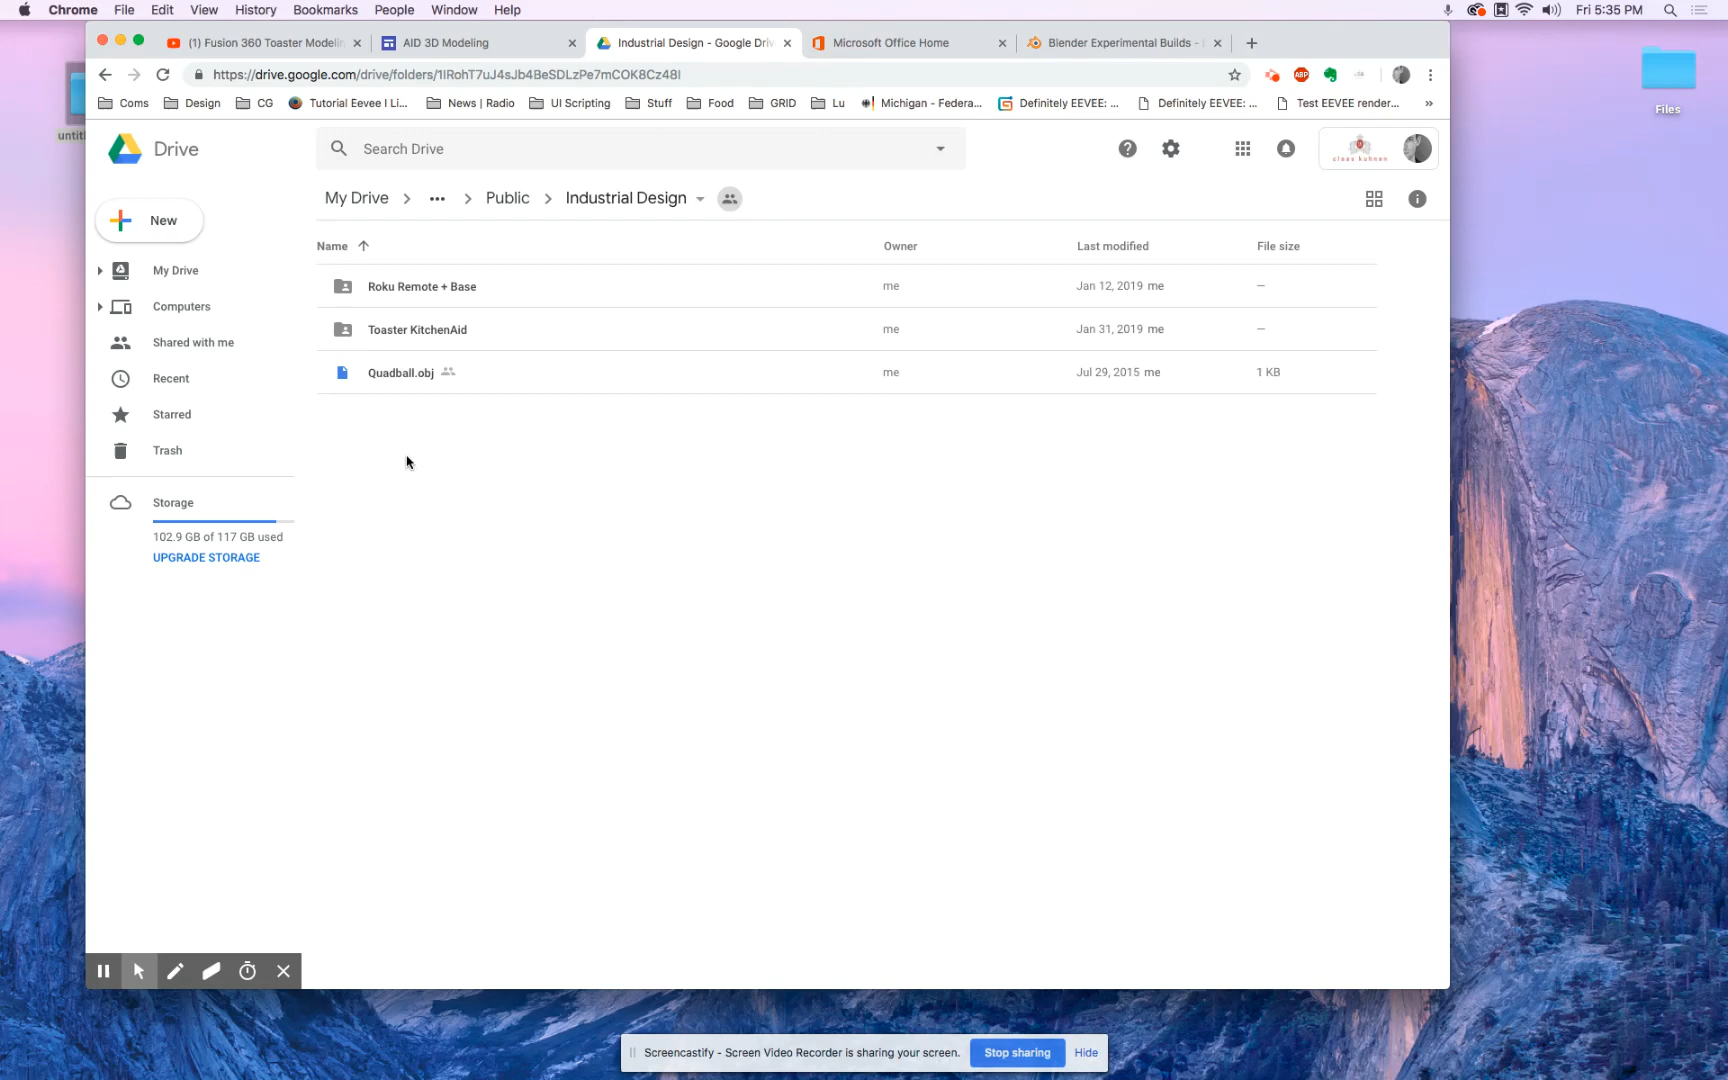 Chrome File Edit View History Bookmarks People Window Help Fri 5:35 PM
(1) Fusion 360 Toaster Modelin AID 3D Modeling Industrial Design - Google Driv Microsoft Office Home Blender Experimental Builds -
https://drive.google.com/drive/folders/1IRohT7uJ4sJb4BeSDLzPe7mCOK8Cz48I ABP
Coms Design CG Tutorial Eevee I Li... News | Radio UI Scripting Stuff Food GRID Lu Michigan - Federa... Definitely EEVEE: ... Definitely EEVEE: ... Test EEVEE render... »
Files
untitl
Drive Search Drive claas kuhnen
My Drive > ... > Public > Industrial Design
New
Name Owner Last modified File size
My Drive
Computers
Shared with me
Recent
Starred
Trash
Storage
102.9 GB of 117 GB used
UPGRADE STORAGE
Roku Remote + Base me Jan 12, 2019 me –
Toaster KitchenAid me Jan 31, 2019 me –
Quadball.obj me Jul 29, 2015 me 1 KB
Screencastify - Screen Video Recorder is sharing your screen. Stop sharing Hide